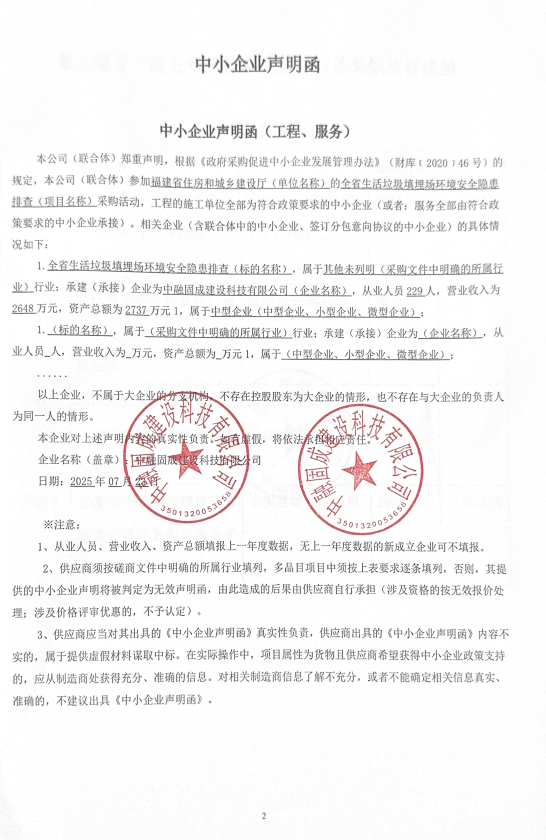 中小企业声明函
中小企业声明函（工程、服务）
本公司（联合体）郑重声明，根据《政府采购促进中小企业发展管理办法》（财库﹝2020﹞46号）的
规定，本公司（联合体）参加福建省住房和城乡建设厅（单位名称）的全省生活垃圾填埋场环境安全隐患
排查（项目名称）采购活动，工程的施工单位全部为符合政策要求的中小企业（或者：服务全部由符合政
策要求的中小企业承接）。相关企业（含联合体中的中小企业、签订分包意向协议的中小企业）的具体情
况如下：
1.全省生活垃圾填埋场环境安全隐患排查（标的名称），属于其他未列明（采购文件中明确的所属行
业）行业；承建（承接）企业为中融固成建设科技有限公司（企业名称），从业人员229人，营业收入为
2648万元，资产总额为2737万元1，属于中型企业（中型企业、小型企业、微型企业）；
1.（标的名称），属于（采购文件中明确的所属行业）行业；承建（承接）企业为（企业名称），从
业人员_人，营业收入为_万元，资产总额为_万元1，属于（中型企业、小型企业、微型企业）；
......
以上企业，不属于大企业的分支机构，不存在控股股东为大企业的情形，也不存在与大企业的负责人
为同一人的情形。
本企业对上述声明内容的真实性负责。如有虚假，将依法承担相应责任。
企业名称（盖章）：中融固成建设科技有限公司
日期：2025年07月23日
中融固成建设科技有限公司
3501320053658
中融固成建设科技有限公司
3501320053658
※注意：
1、从业人员、营业收入、资产总额填报上一年度数据，无上一年度数据的新成立企业可不填报。
2、供应商须按磋商文件中明确的所属行业填列，多品目项目中须按上表要求逐条填列，否则，其提
供的中小企业声明将被判定为无效声明函，由此造成的后果由供应商自行承担（涉及资格的按无效报价处
理；涉及价格评审优惠的，不予认定）。
3、供应商应当对其出具的《中小企业声明函》真实性负责，供应商出具的《中小企业声明函》内容不
实的，属于提供虚假材料谋取中标。在实际操作中，项目属性为货物且供应商希望获得中小企业政策支持
的，应从制造商处获得充分、准确的信息。对相关制造商信息了解不充分，或者不能确定相关信息真实、
准确的，不建议出具《中小企业声明函》。
2